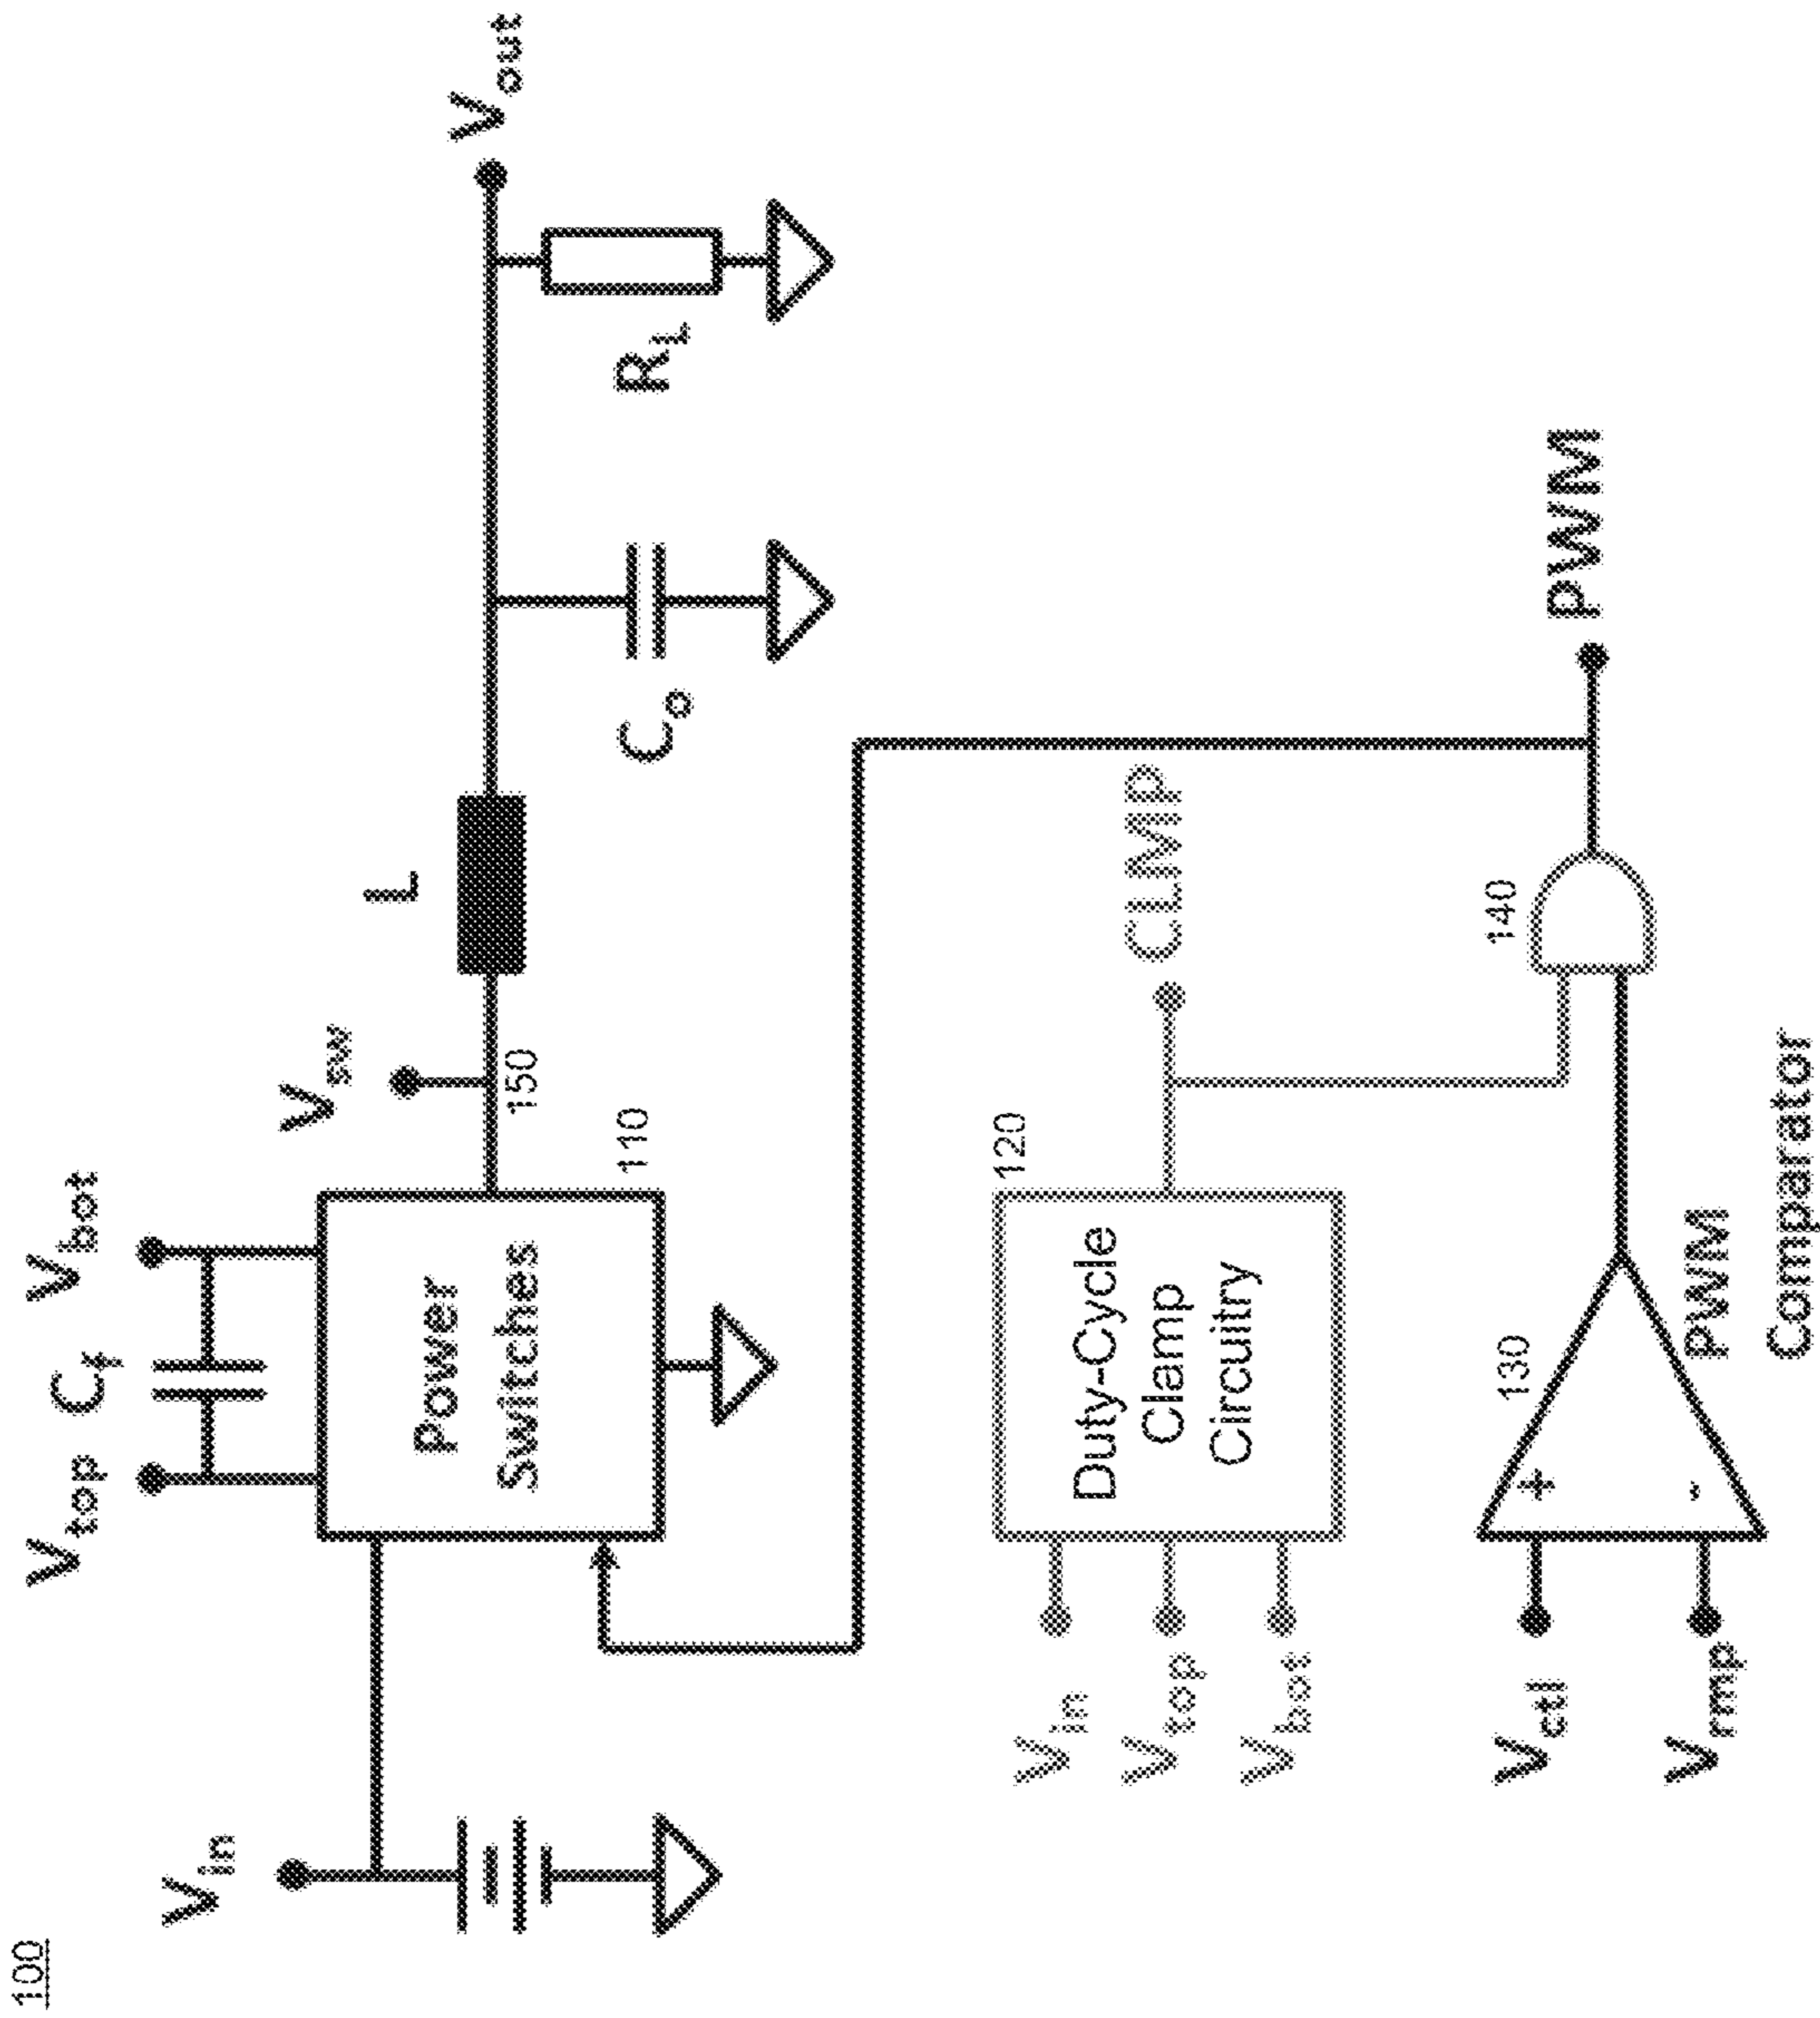 100
V_top C_f V_bot
V_in
V_sw
L
V_out
Power
Switches
150
110
C_o
R_L
120
V_in
V_top
V_bot
Duty-Cycle
Clamp
Circuitry
CLMP
130
140
V_ctl
+
V_rmp
-
PWM
PWM
Comparator